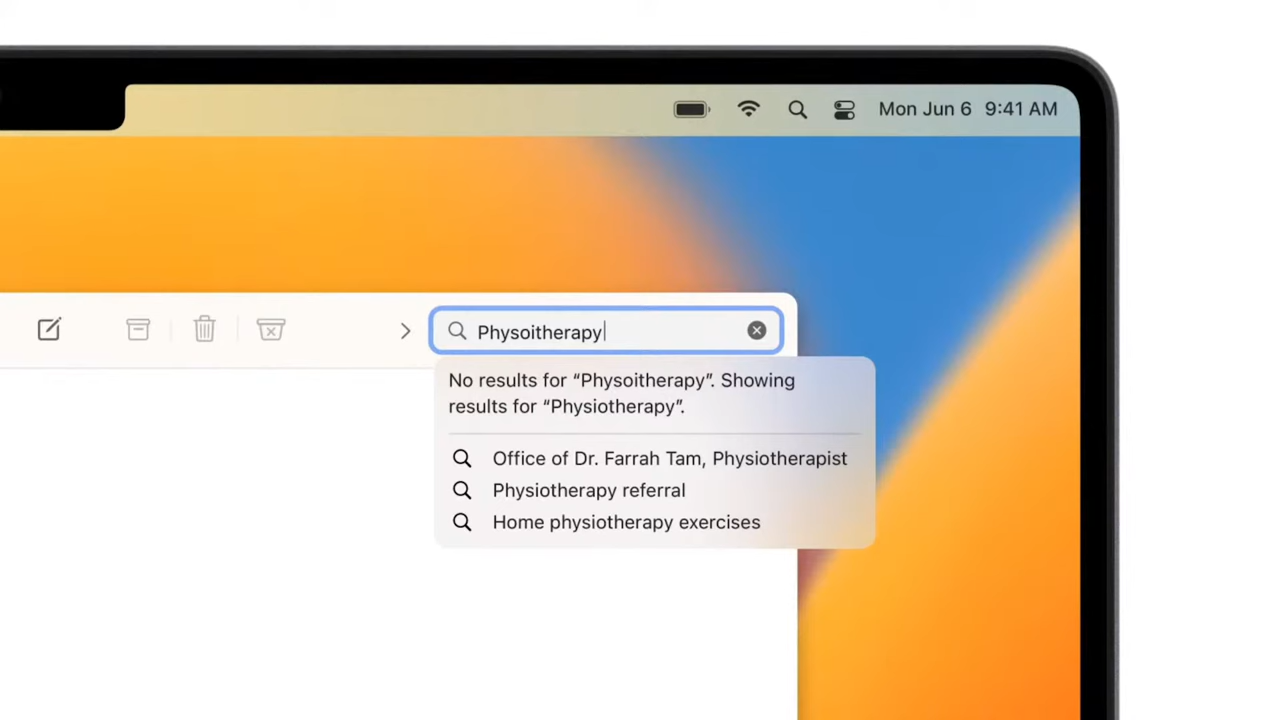 Mon Jun 6 9:41 AM
Physoitherapy
No results for “Physoitherapy”. Showing
results for “Physiotherapy”.
Office of Dr. Farrah Tam, Physiotherapist
Physiotherapy referral
Home physiotherapy exercises